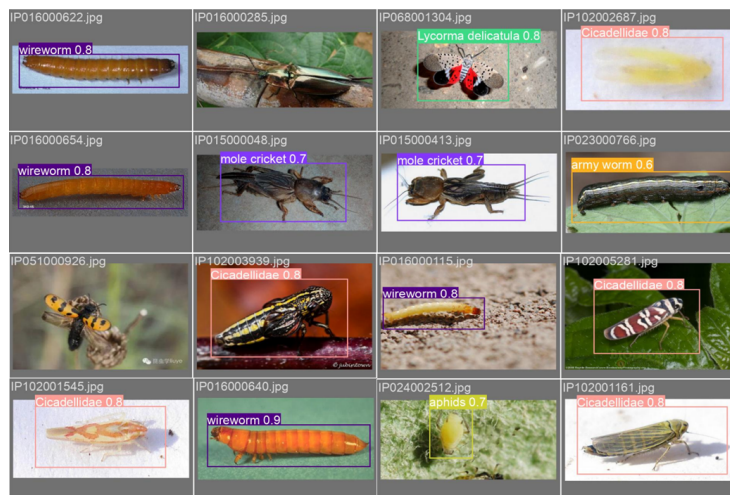 IP016000622.jpg
IP016000285.jpg
IP068001304.jpg
IP102002687.jpg
wireworm 0.8
Lycorma delicatula 0.8
Cicadellidae 0.8
IP016000654.jpg
IP015000048.jpg
IP015000413.jpg
IP023000766.jpg
wireworm 0.8
mole cricket 0.7
mole cricket 0.7
army worm 0.6
IP051000926.jpg
IP102003939.jpg
IP016000115.jpg
IP102005281.jpg
Cicadellidae 0.8
wireworm 0.8
Cicadellidae 0.8
IP102001545.jpg
IP016000640.jpg
IP024002512.jpg
IP102001161.jpg
Cicadellidae 0.8
wireworm 0.9
aphids 0.7
Cicadellidae 0.8